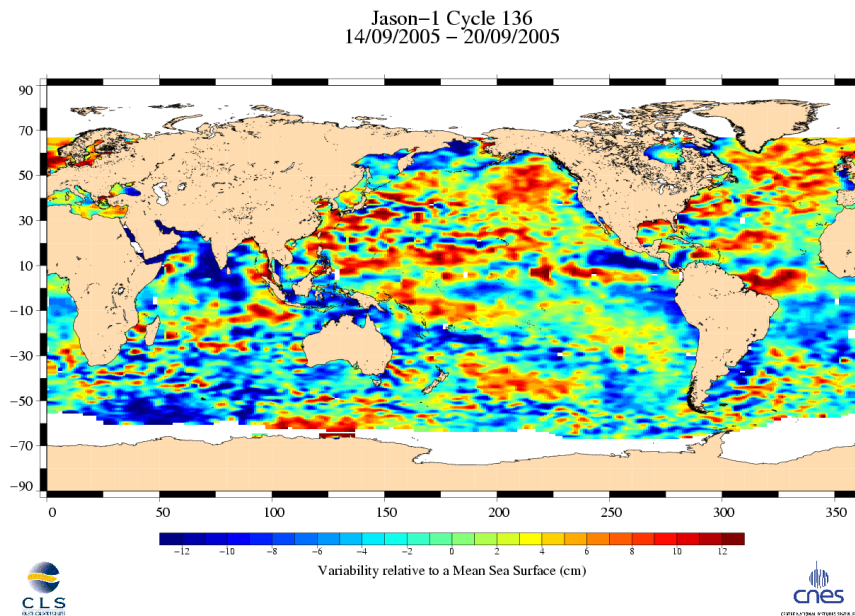 Jason−1 Cycle 136
14/09/2005 − 20/09/2005
90
70
50
30
10
−10
−30
−50
−70
−90
0 50 100 150 200 250 300 350
−12 −10 −8 −6 −4 −2 0 2 4 6 8 10 12
Variability relative to a Mean Sea Surface (cm)
CLS
cnes